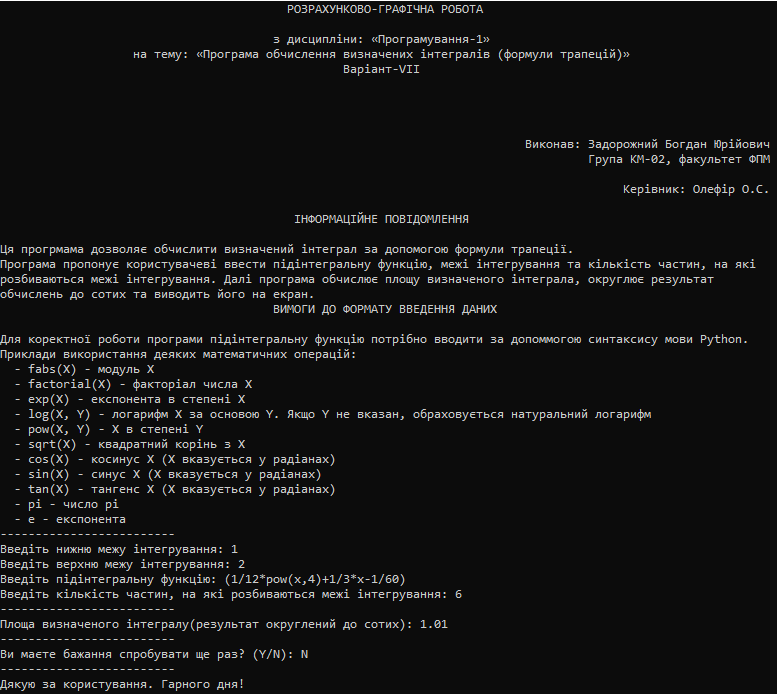 РОЗРАХУНКОВО-ГРАФІЧНА РОБОТА
з дисципліни: «Програмування-1»
на тему: «Програма обчислення визначених інтегралів (формули трапецій)»
Варіант-VII
Виконав: Задорожний Богдан Юрійович
Група КМ-02, факультет ФПМ
Керівник: Олефір О.С.
ІНФОРМАЦІЙНЕ ПОВІДОМЛЕННЯ
Ця прогрмама дозволяє обчислити визначений інтеграл за допомогою формули трапеції.
Програма пропонує користувачеві ввести підінтегральну функцію, межі інтегрування та кількість частин, на які
розбиваються межі інтегрування. Далі програма обчислює площу визначеного інтеграла, округлює результат
обчислень до сотих та виводить його на екран.
ВИМОГИ ДО ФОРМАТУ ВВЕДЕННЯ ДАНИХ
Для коректної роботи програми підінтегральну функцію потрібно вводити за допоммогою синтаксису мови Python.
Приклади використання деяких математичних операцій:
- fabs(X) - модуль X
- factorial(X) - факторіал числа X
- exp(X) - експонента в степені X
- log(X, Y) - логарифм X за основою Y. Якщо Y не вказан, обраховується натуральний логарифм
- pow(X, Y) - X в степені Y
- sqrt(X) - квадратний корінь з X
- cos(X) - косинус X (X вказується у радіанах)
- sin(X) - синус X (X вказується у радіанах)
- tan(X) - тангенс X (X вказується у радіанах)
- pi - число pi
- e - експонента
-------------------------
Введіть нижню межу інтегрування: 1
Введіть верхню межу інтегрування: 2
Введіть підінтегральну функцію: (1/12*pow(x,4)+1/3*x-1/60)
Введіть кількість частин, на які розбиваються межі інтегрування: 6
-------------------------
Площа визначеного інтегралу(результат округлений до сотих): 1.01
-------------------------
Ви маєте бажання спробувати ще раз? (Y/N): N
-------------------------
Дякую за користування. Гарного дня!